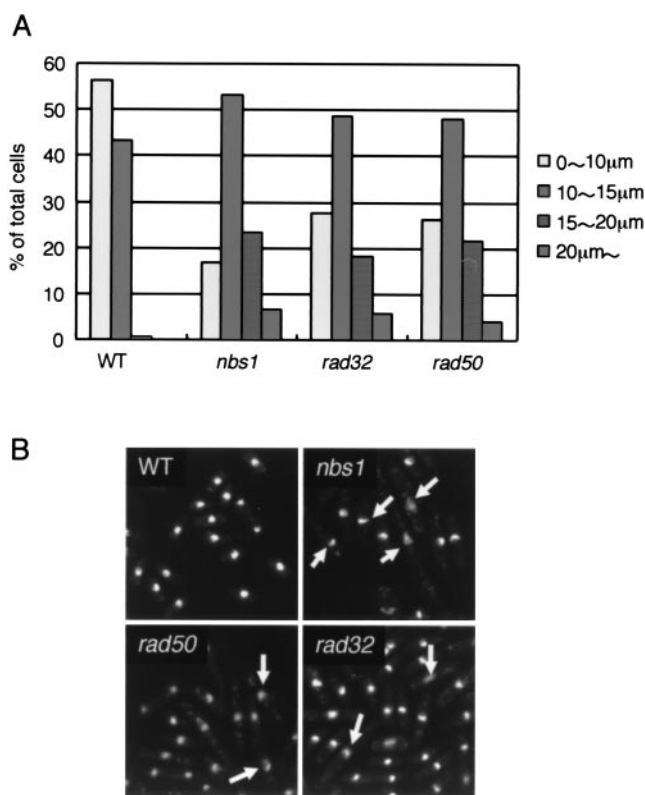 A
% of total cells
60
50
40
30
20
10
0
WT
nbs1
rad32
rad50
0~10μm
10~15μm
15~20μm
20μm~
B
WT
nbs1
rad50
rad32